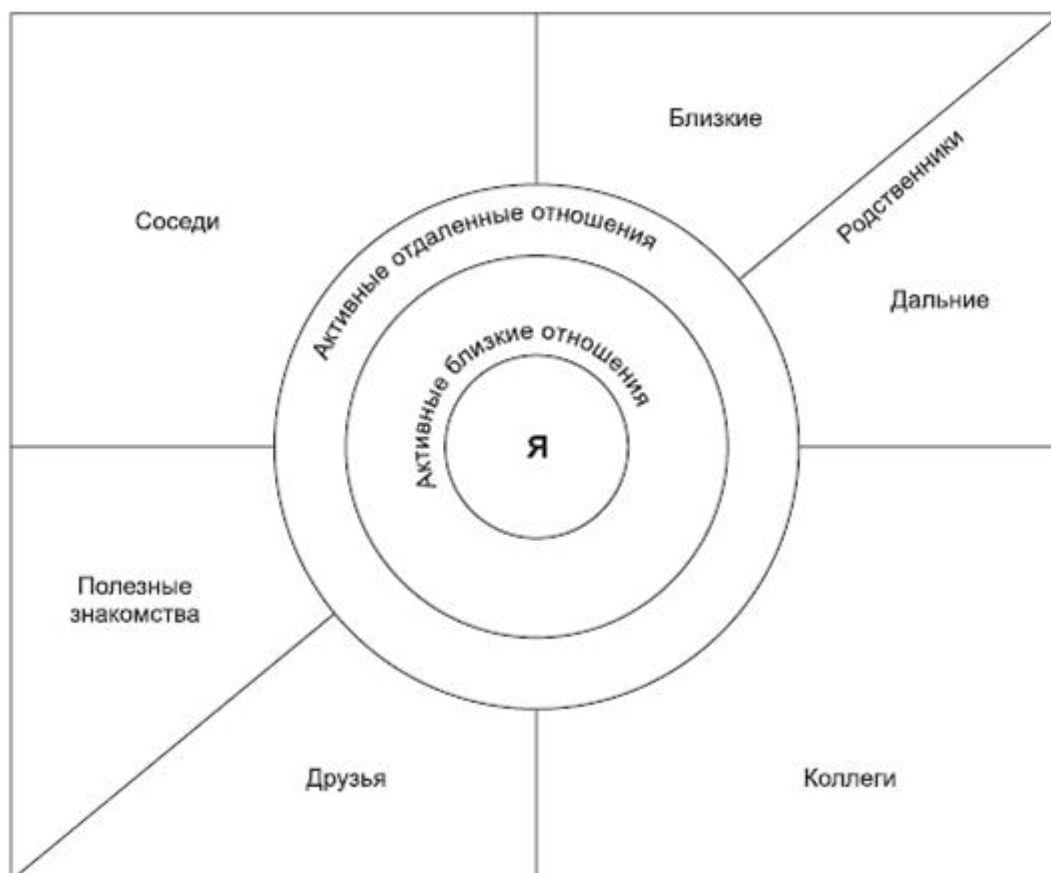 Близкие
Родственники
Соседи
Активные отдаленные отношения
Дальние
Активные близкие отношения
Я
Полезные
знакомства
Друзья
Коллеги